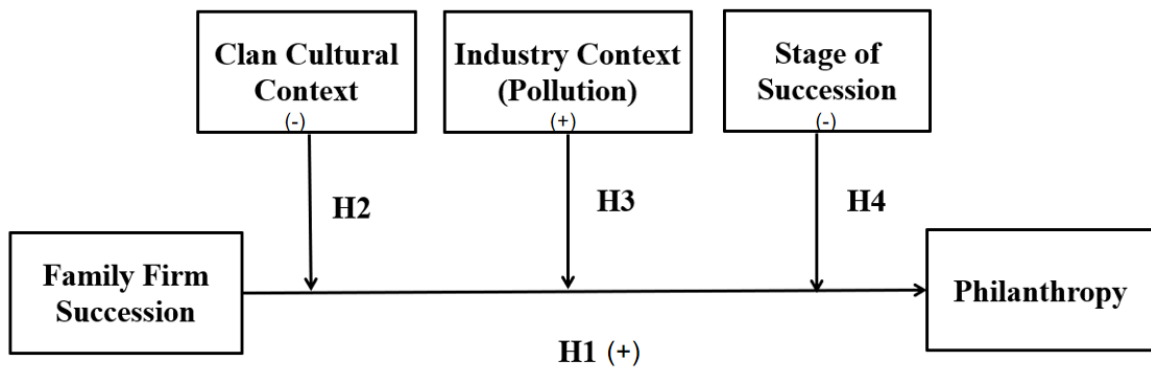 Clan Cultural
Context
(-)
Industry Context
(Pollution)
(+)
Stage of
Succession
(-)
H2
H3
H4
Family Firm
Succession
Philanthropy
H1 (+)